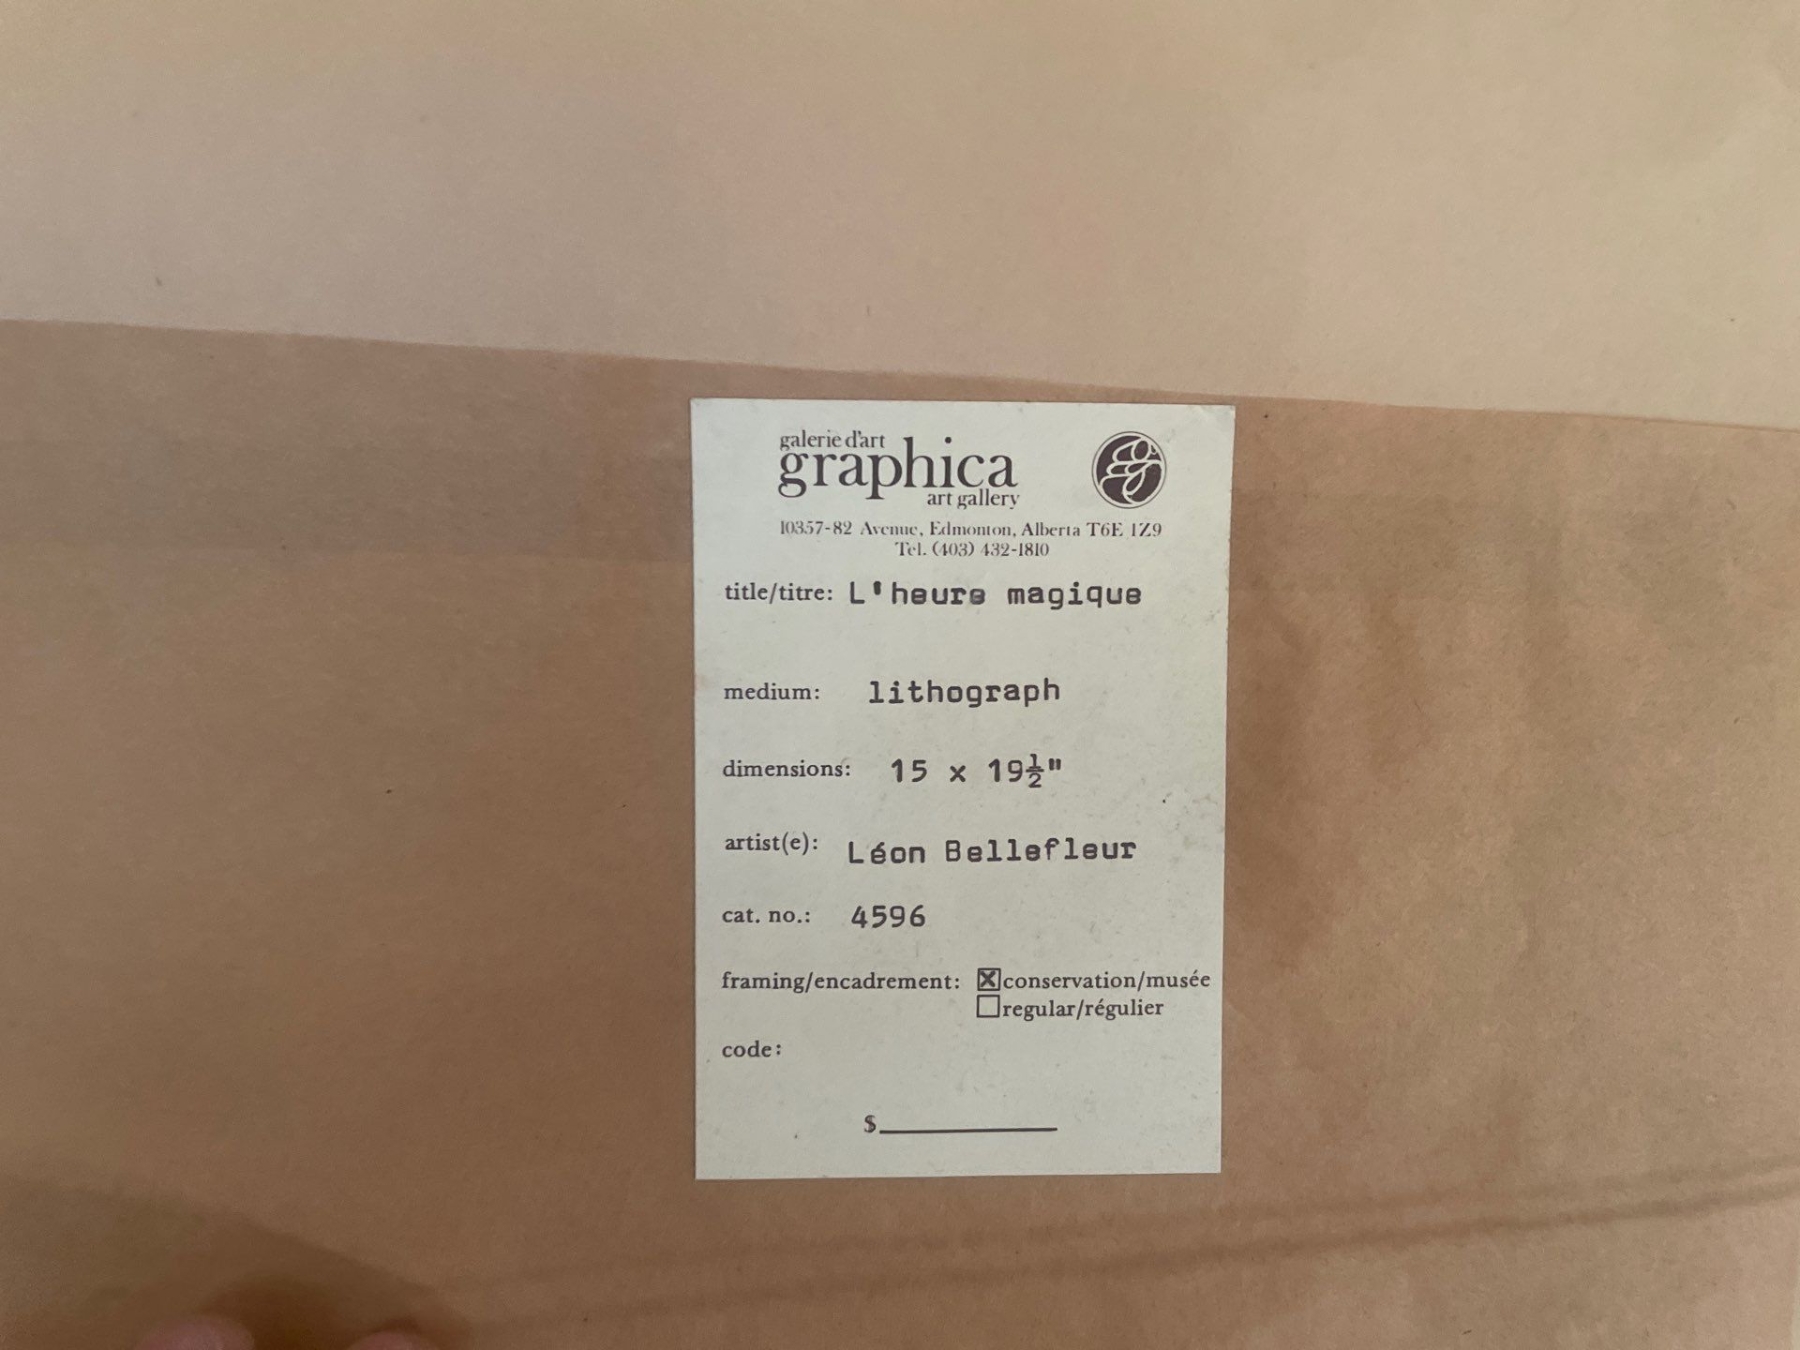 galerie d'art
graphica
art gallery
10357-82 Avenue, Edmonton, Alberta T6E 1Z9
Tel. (403) 432-1810
title/titre: L'heure magique
medium: lithograph
dimensions: 15 x 19½"
artist(e): Léon Bellefleur
cat. no.: 4596
framing/encadrement: ☒conservation/musée
☐regular/régulier
code:
$